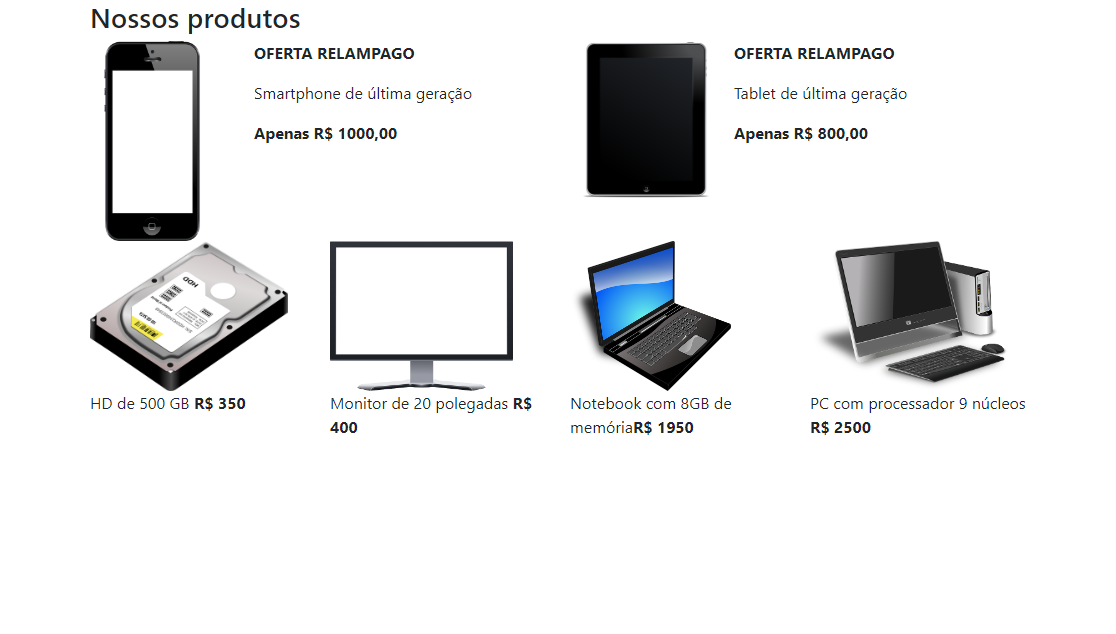 Nossos produtos
OFERTA RELAMPAGO
Smartphone de última geração
Apenas R$ 1000,00
OFERTA RELAMPAGO
Tablet de última geração
Apenas R$ 800,00
HDD
HD de 500 GB R$ 350
Monitor de 20 polegadas R$
400
Notebook com 8GB de
memóriaR$ 1950
PC com processador 9 núcleos
R$ 2500